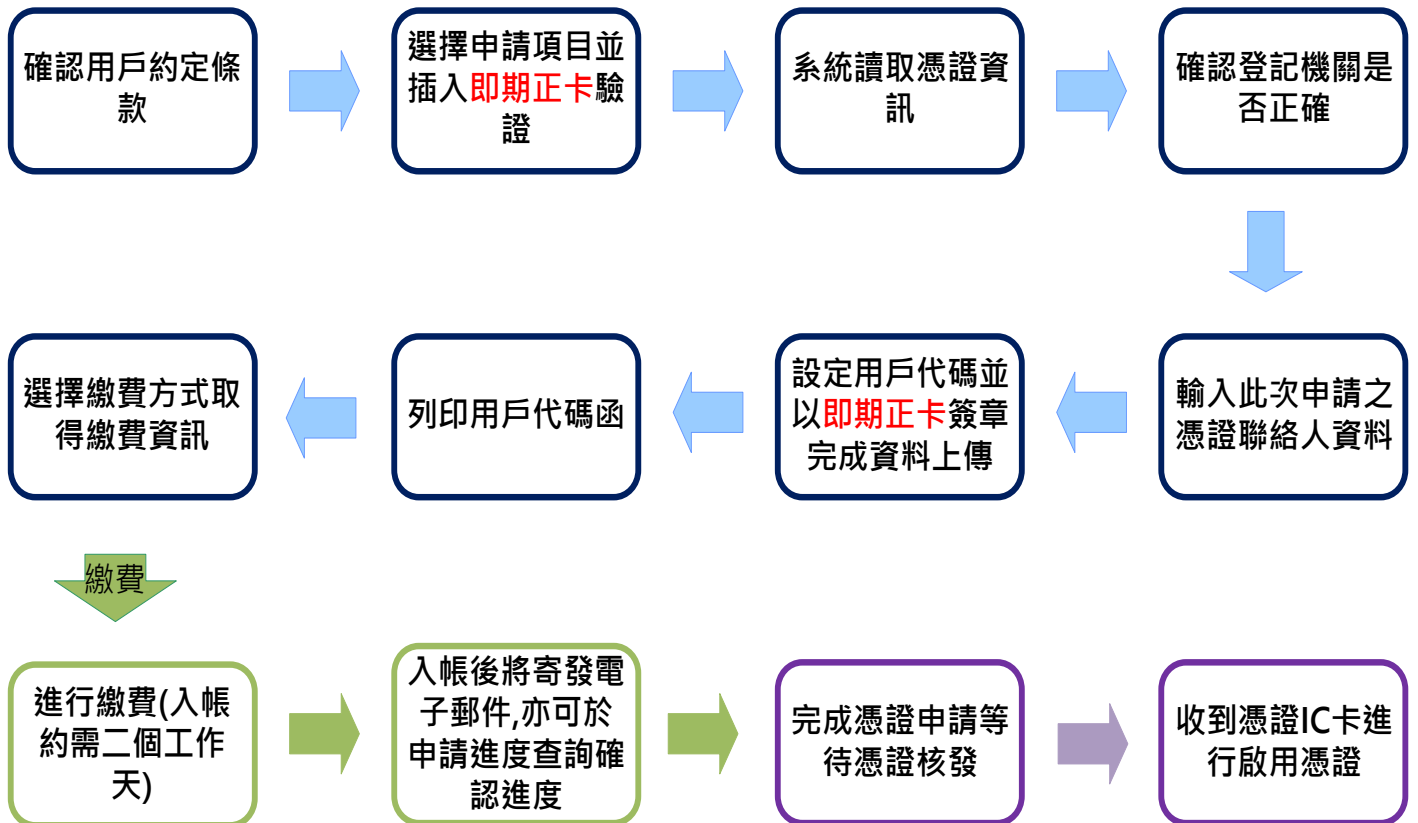 確認用戶約定條
款
選擇申請項目並
插入即期正卡驗
證
系統讀取憑證資
訊
確認登記機關是
否正確
輸入此次申請之
憑證聯絡人資料
設定用戶代碼並
以即期正卡簽章
完成資料上傳
列印用戶代碼函
選擇繳費方式取
得繳費資訊
繳費
進行繳費(入帳
約需二個工作
天)
入帳後將寄發電
子郵件,亦可於
申請進度查詢確
認進度
完成憑證申請等
待憑證核發
收到憑證IC卡進
行啟用憑證